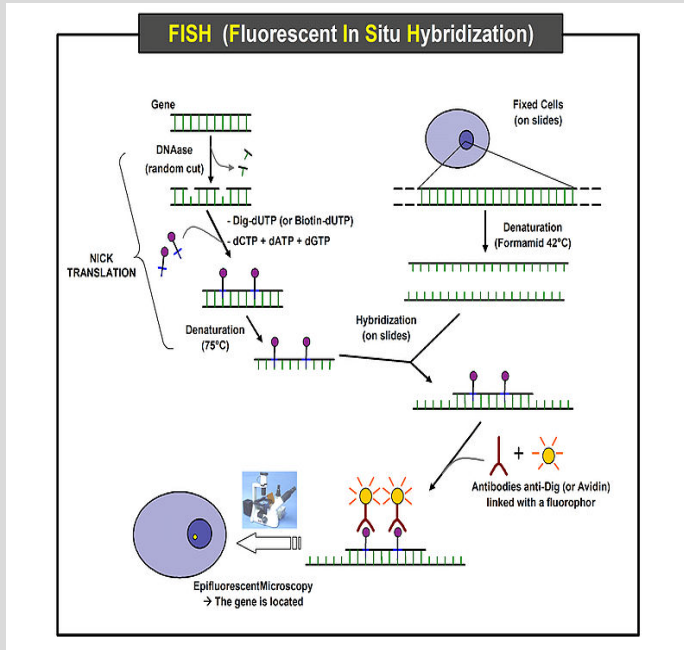 FISH (Fluorescent In Situ Hybridization)
Gene
DNAase
(random cut)
- Dig-dUTP (or Biotin-dUTP)
- dCTP + dATP + dGTP
NICK
TRANSLATION
Denaturation
(75°C)
Fixed Cells
(on slides)
Denaturation
(Formamid 42°C)
Hybridization
(on slides)
+
Antibodies anti-Dig (or Avidin)
linked with a fluorophor
EpifluorescentMicroscopy
→ The gene is located